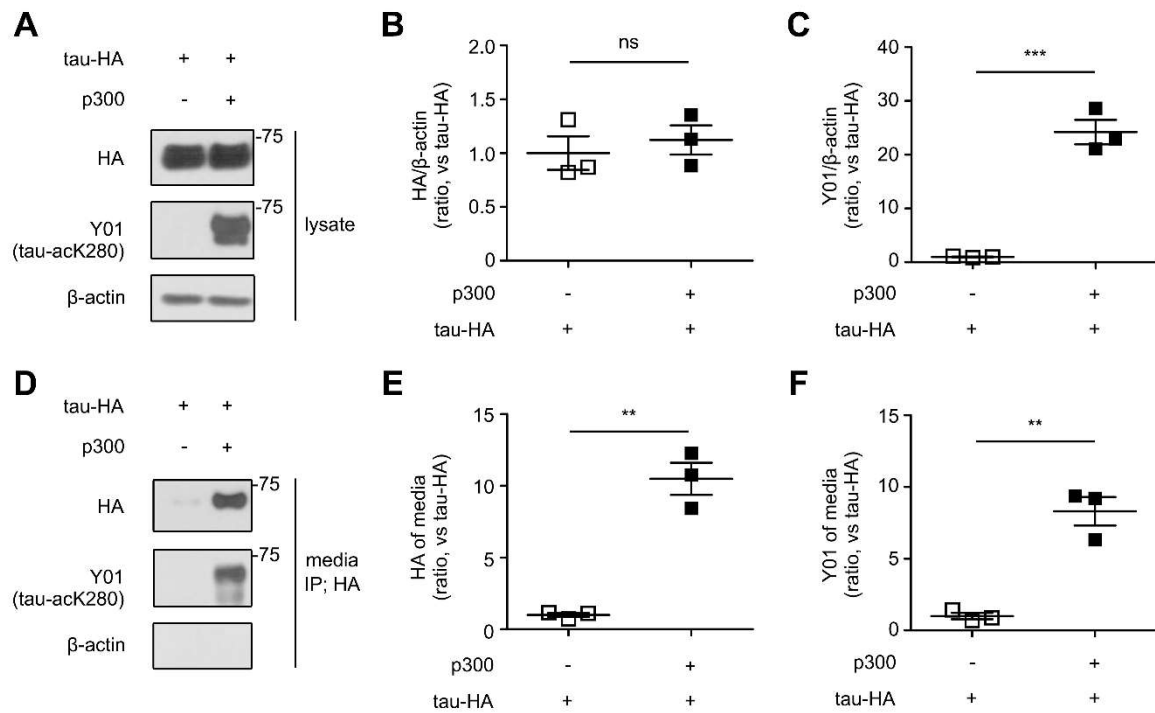 A
tau-HA + +
p300 - +
HA
-75
Y01
(tau-acK280)
-75
β-actin
lysate
B
HA/β-actin
(ratio, vs tau-HA)
2.0
1.5
1.0
0.5
0.0
ns
p300 - +
tau-HA + +
C
Y01/β-actin
(ratio, vs tau-HA)
40
30
20
10
0
***
p300 - +
tau-HA + +
D
tau-HA + +
p300 - +
HA
-75
Y01
(tau-acK280)
-75
β-actin
media
IP; HA
E
HA of media
(ratio, vs tau-HA)
15
10
5
0
**
p300 - +
tau-HA + +
F
Y01 of media
(ratio, vs tau-HA)
15
10
5
0
**
p300 - +
tau-HA + +